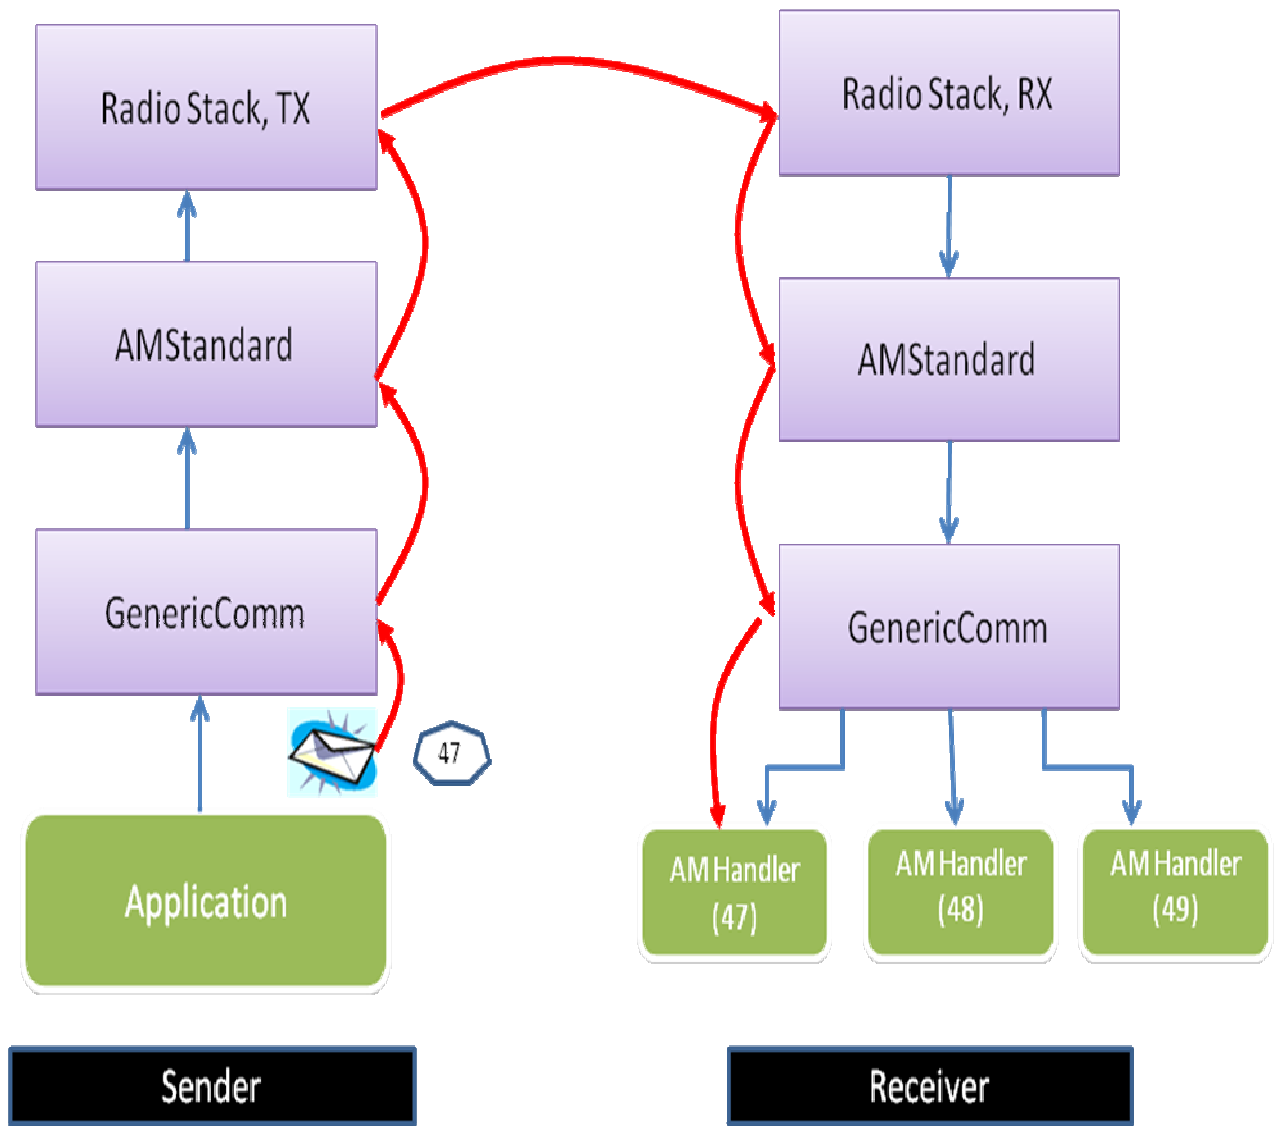 Radio Stack, TX
AMStandard
GenericComm
47
Application
Sender
Radio Stack, RX
AMStandard
GenericComm
AM Handler
(47)
AM Handler
(48)
AM Handler
(49)
Receiver